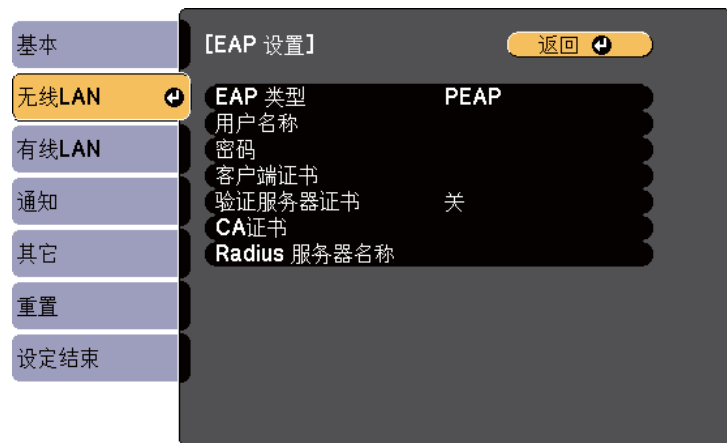 基本
无线LAN
有线LAN
通知
其它
重置
设定结束
[EAP 设置]
返回
EAP 类型 PEAP
用户名称
密码
客户端证书
验证服务器证书 关
CA证书
Radius 服务器名称